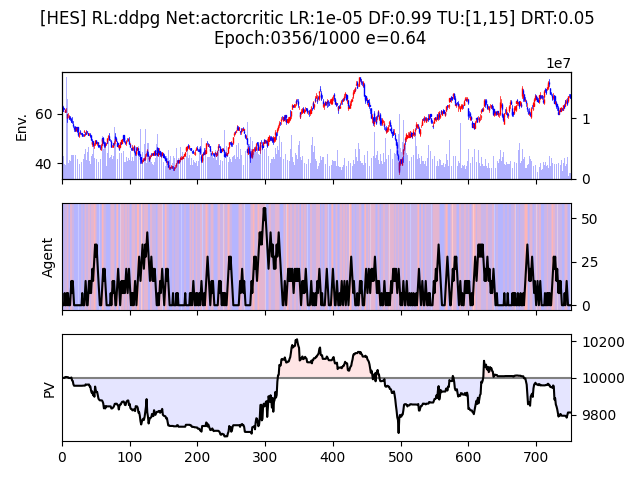 [HES] RL:ddpg Net:actorcritic LR:1e-05 DF:0.99 TU:[1,15] DRT:0.05
Epoch:0356/1000 e=0.64
1e7
Env.
60
40
1
0
Agent
50
25
0
PV
10200
10000
9800
0 100 200 300 400 500 600 700